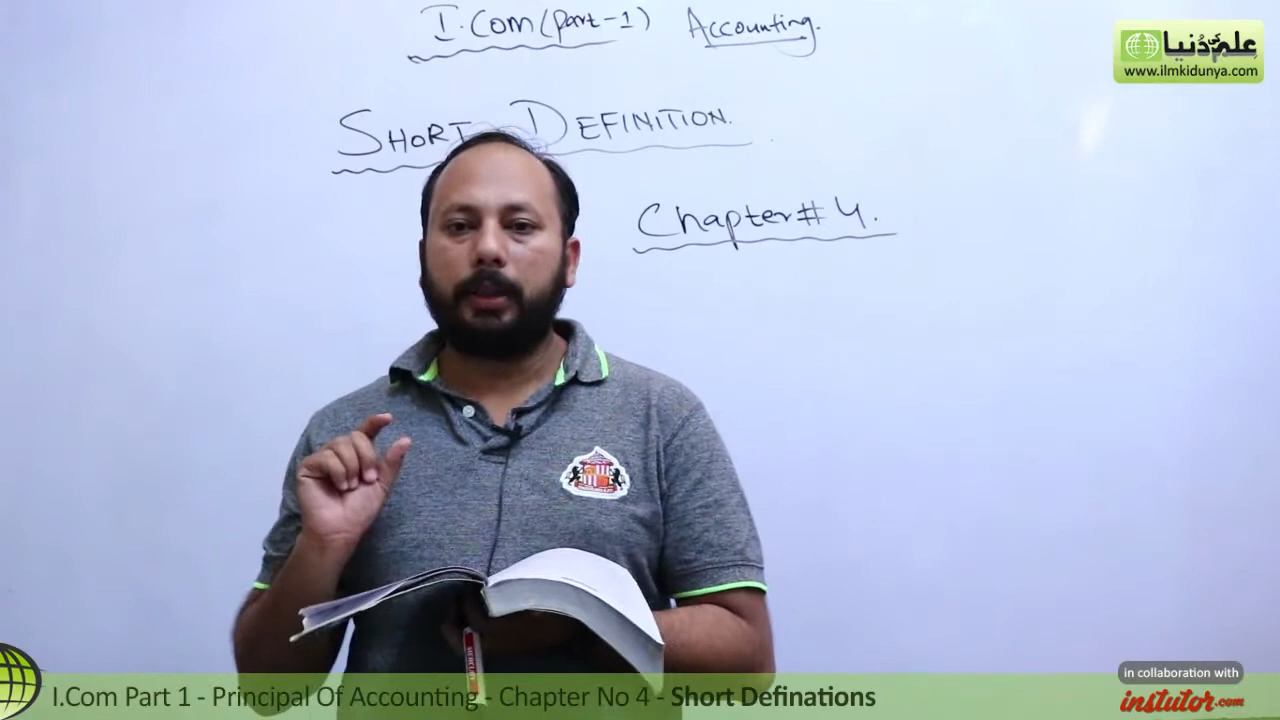 I.Com (part-1) Accounting.
علم کی دُنیا
www.ilmkidunya.com
SHORT DEFINITION.
Chapter # 4.
I.Com Part 1 - Principal Of Accounting - Chapter No 4 - Short Definations
in collaboration with
instutor.com